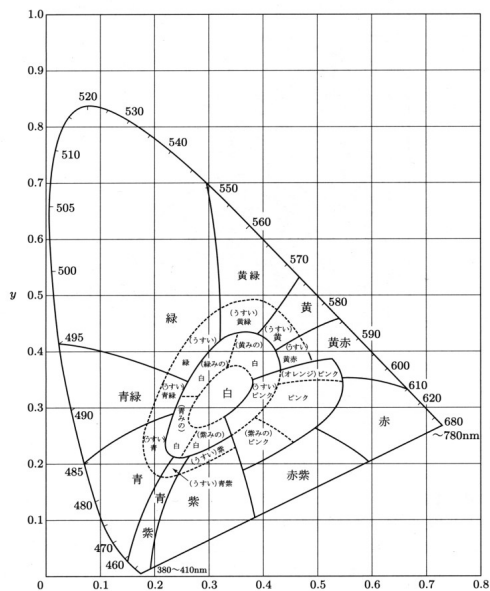 1.0
0.9
520
530
0.8
540
510
0.7
550
505
560
0.6
570
500
黄緑
y
0.5
黄
580
(うすい)
黄緑
緑
590
(うすい)
黄
黄赤
495
(うすい)
(黄みの)
(うすい)
0.4
600
緑
(緑みの)
白
黄赤
白
(オレンジ)ピンク
610
(うすい)
青緑
白
(うすい)
ピンク
ピンク
620
青緑
0.3
490
(青みの)
赤
680
~780nm
(うすい)
青
(紫みの)
(紫みの)
ピンク
白
白
(うすい)紫
0.2
485
青
赤紫
(うすい)青紫
480
青
紫
0.1
紫
470
460
380~410nm
0
0.1
0.2
0.3
0.4
0.5
0.6
0.7
0.8